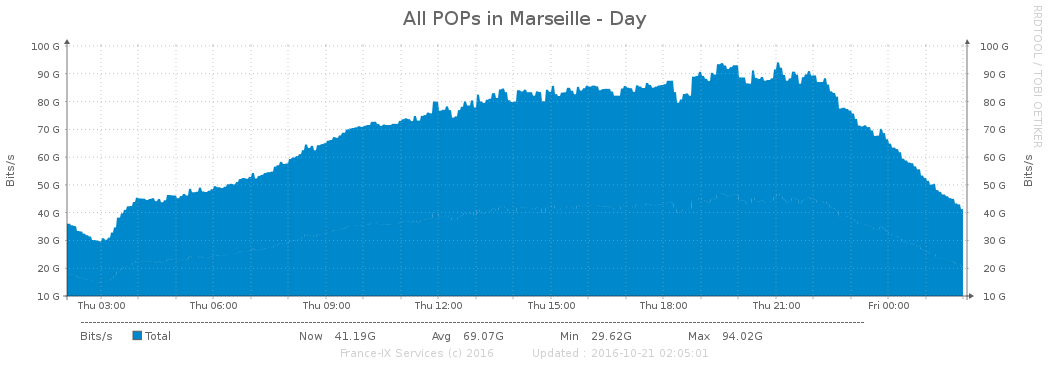 All POPs in Marseille - Day
RRDTOOL / TOBI OETIKER
100 G 100 G
90 G 90 G
80 G 80 G
70 G 70 G
60 G 60 G
50 G 50 G
40 G 40 G
30 G 30 G
20 G 20 G
10 G 10 G
Bits/s
Bits/s
Thu 03:00 Thu 06:00 Thu 09:00 Thu 12:00 Thu 15:00 Thu 18:00 Thu 21:00 Fri 00:00
Bits/s Total Now 41.19G Avg 69.07G Min 29.62G Max 94.02G
France-IX Services (c) 2016 Updated : 2016-10-21 02:05:01